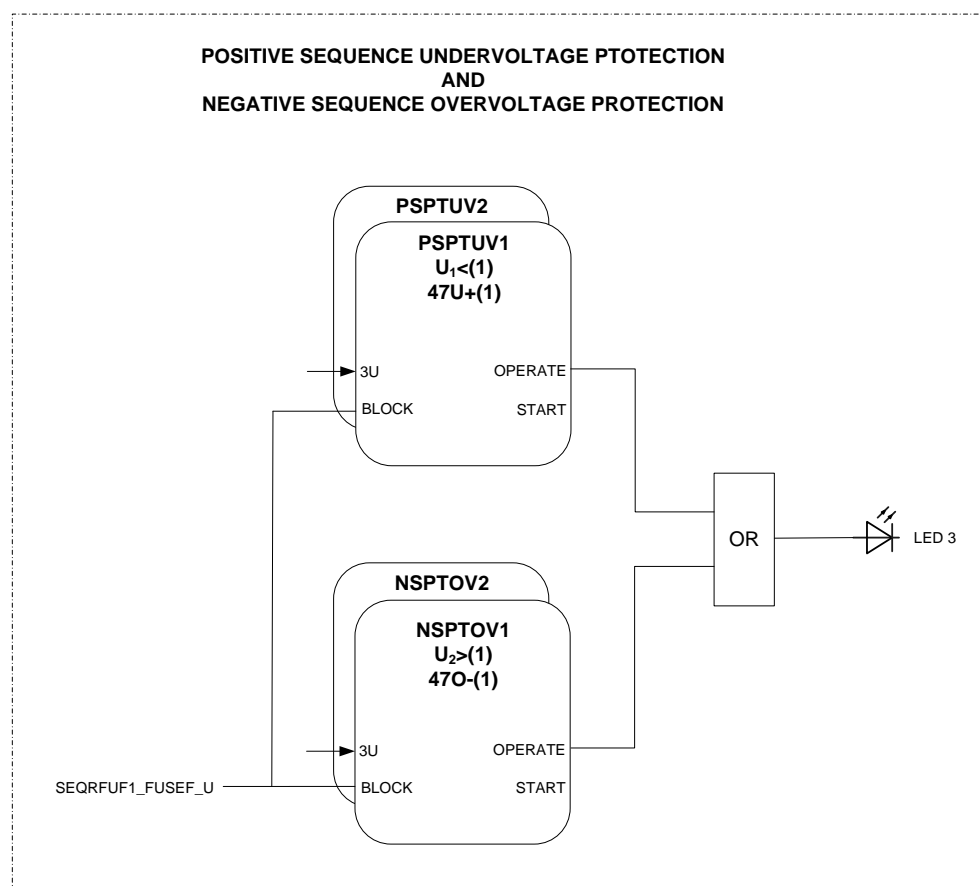 POSITIVE SEQUENCE UNDERVOLTAGE PTOTECTION
AND
NEGATIVE SEQUENCE OVERVOLTAGE PROTECTION
PSPTUV2
PSPTUV1
U₁<(1)
47U+(1)
3U
OPERATE
BLOCK
START
OR
LED 3
NSPTOV2
NSPTOV1
U₂>(1)
47O-(1)
3U
OPERATE
SEQRFUF1_FUSEF_U
BLOCK
START